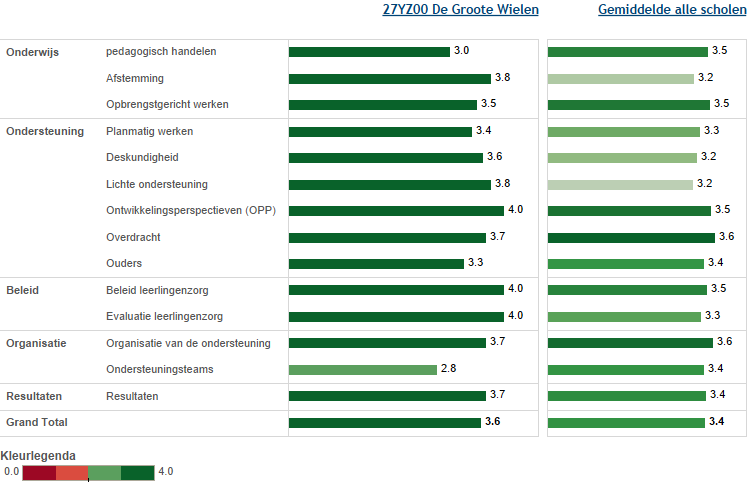 27YZ00 De Groote Wielen Gemiddelde alle scholen
Onderwijs pedagogisch handelen 3.0 3.5
Afstemming 3.8 3.2
Opbrengstgericht werken 3.5 3.5
Ondersteuning Planmatig werken 3.4 3.3
Deskundigheid 3.6 3.2
Lichte ondersteuning 3.8 3.2
Ontwikkelingsperspectieven (OPP) 4.0 3.5
Overdracht 3.7 3.6
Ouders 3.3 3.4
Beleid Beleid leerlingenzorg 4.0 3.5
Evaluatie leerlingenzorg 4.0 3.3
Organisatie Organisatie van de ondersteuning 3.7 3.6
Ondersteuningsteams 2.8 3.4
Resultaten Resultaten 3.7 3.4
Grand Total 3.6 3.4
Kleurlegenda
0.0 4.0